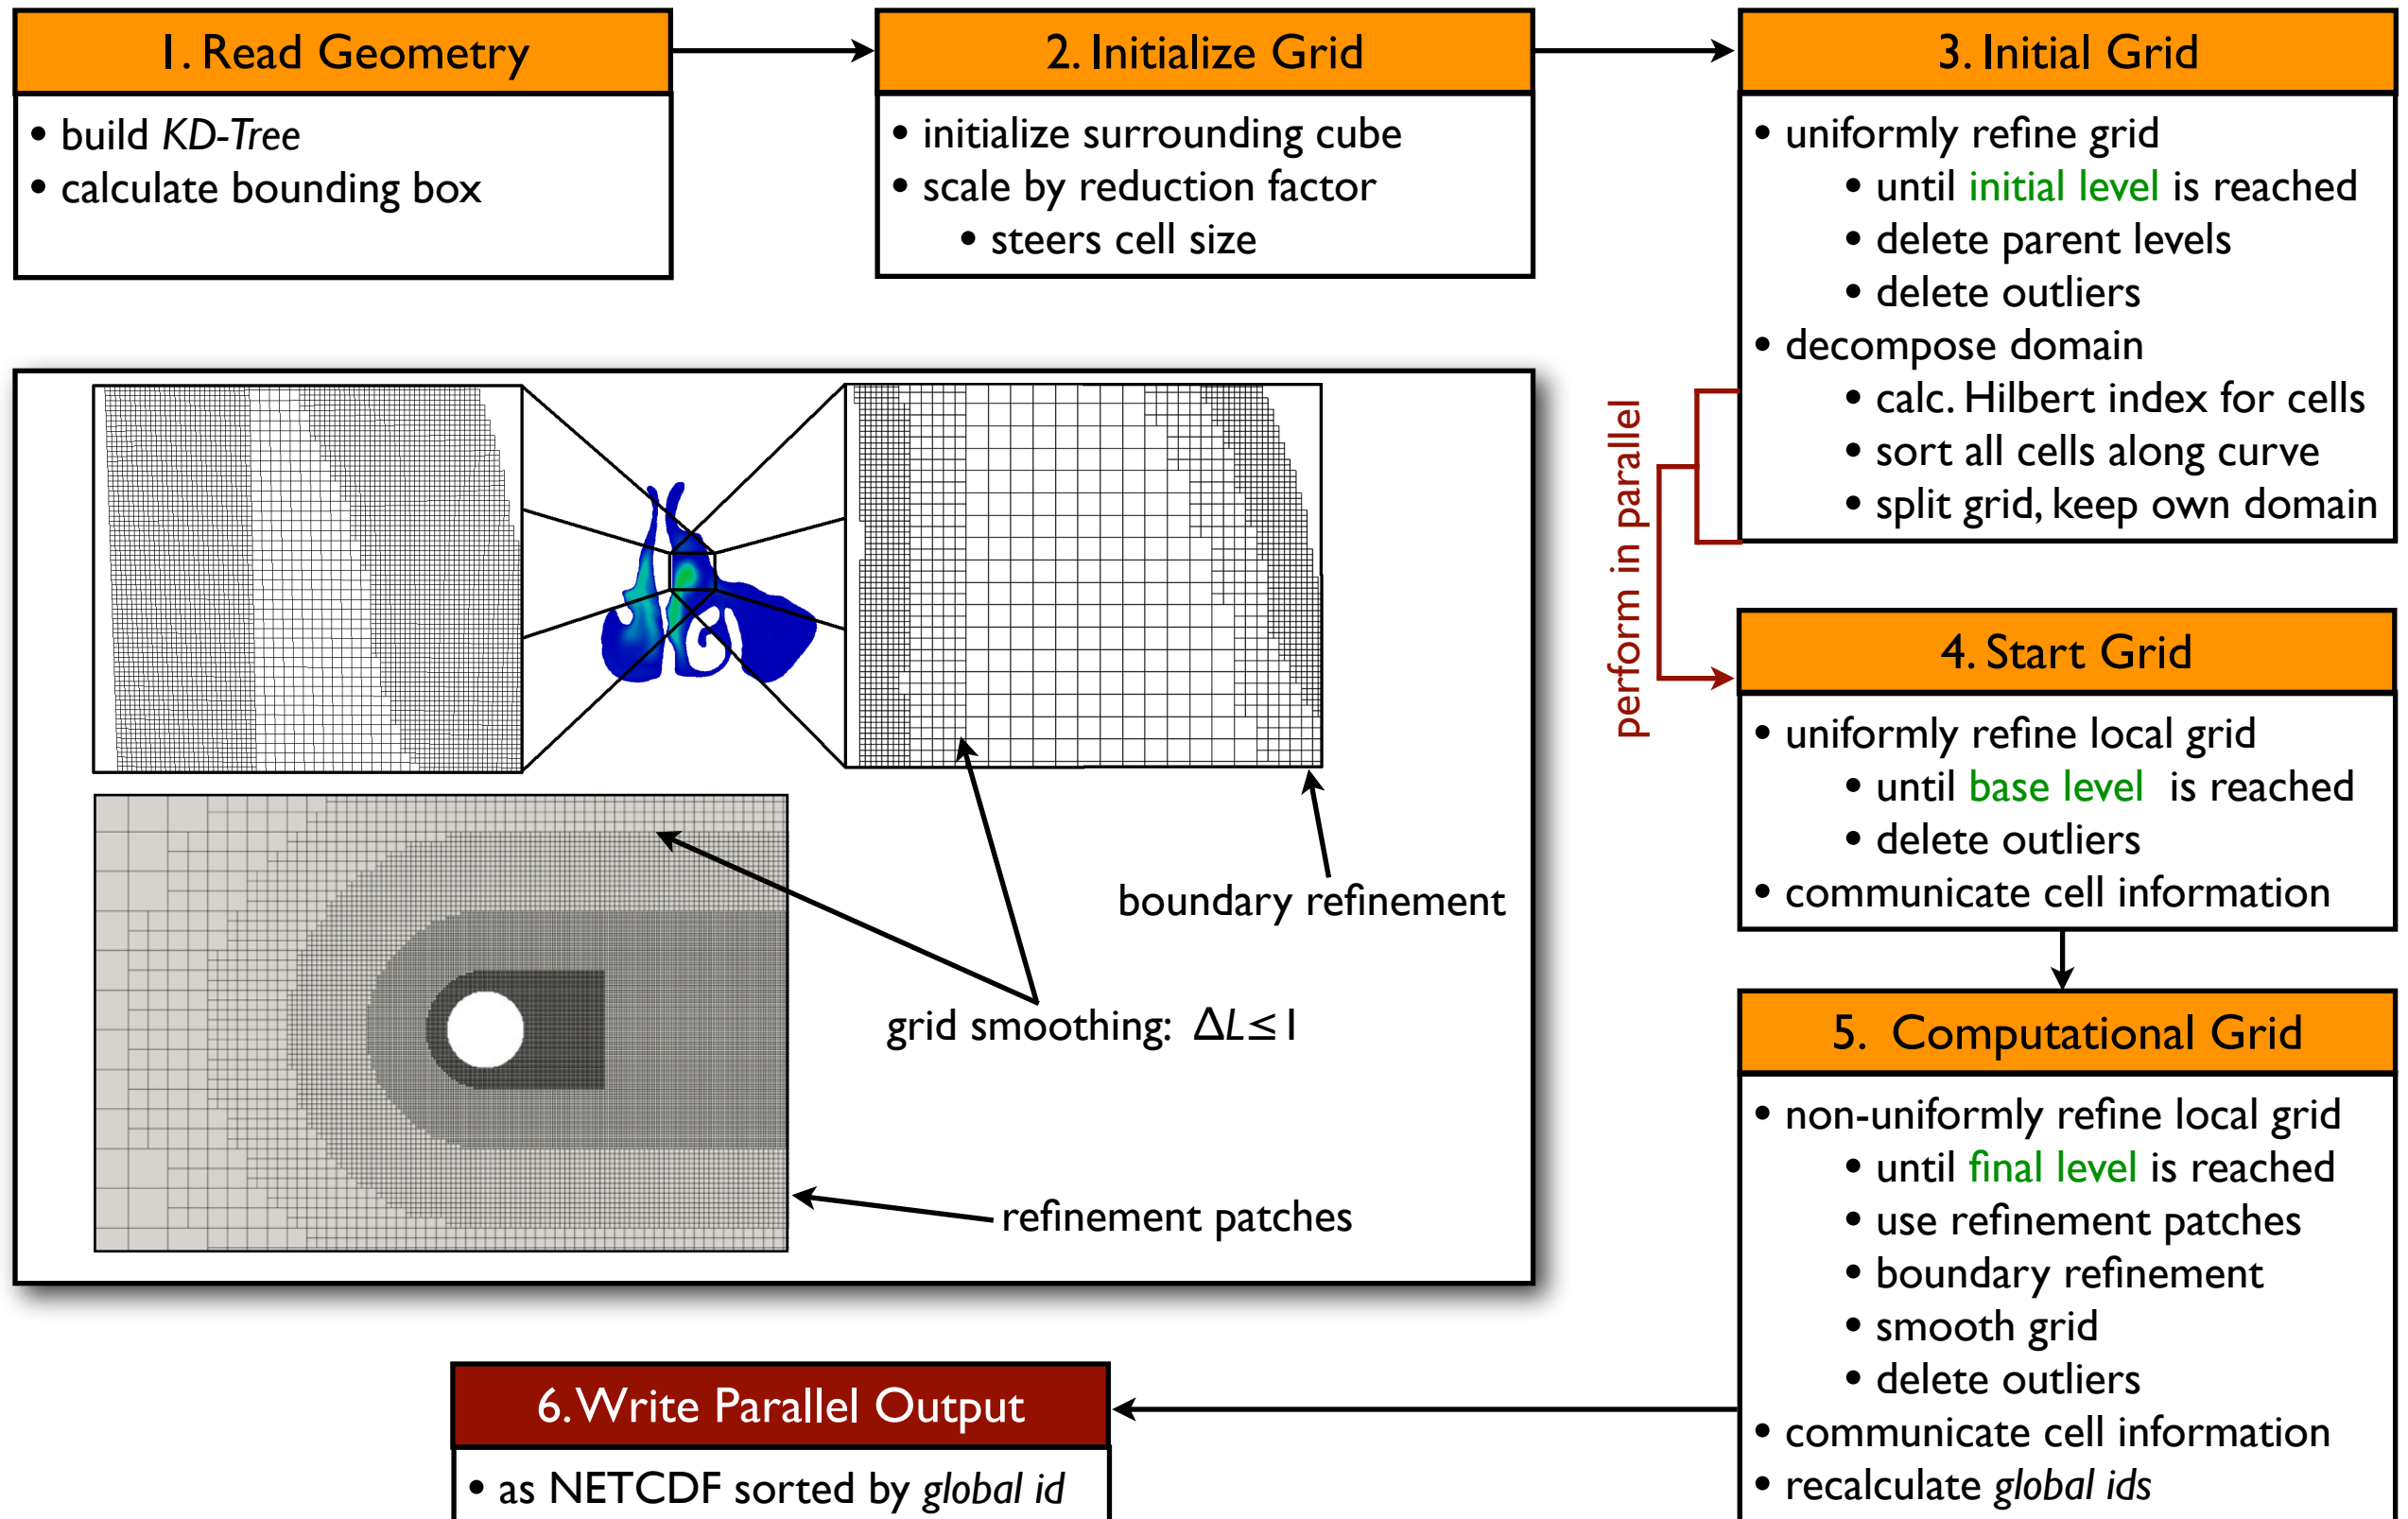 1. Read Geometry
• build KD-Tree
• calculate bounding box
2. Initialize Grid
• initialize surrounding cube
• scale by reduction factor
• steers cell size
3. Initial Grid
• uniformly refine grid
• until initial level is reached
• delete parent levels
• delete outliers
• decompose domain
• calc. Hilbert index for cells
• sort all cells along curve
• split grid, keep own domain
perform in parallel
4. Start Grid
• uniformly refine local grid
• until base level is reached
• delete outliers
• communicate cell information
boundary refinement
grid smoothing: ΔL≤1
refinement patches
5. Computational Grid
• non-uniformly refine local grid
• until final level is reached
• use refinement patches
• boundary refinement
• smooth grid
• delete outliers
• communicate cell information
• recalculate global ids
6. Write Parallel Output
• as NETCDF sorted by global id